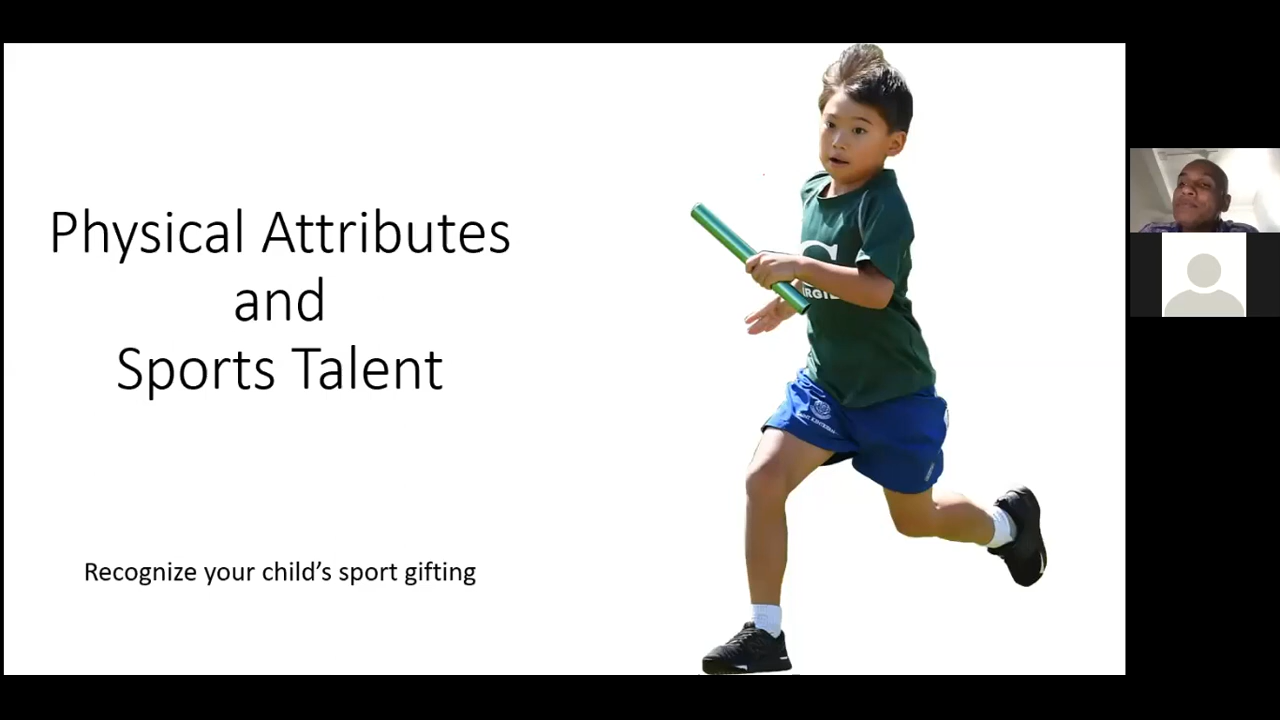 Physical Attributes
and
Sports Talent
Recognize your child's sport gifting